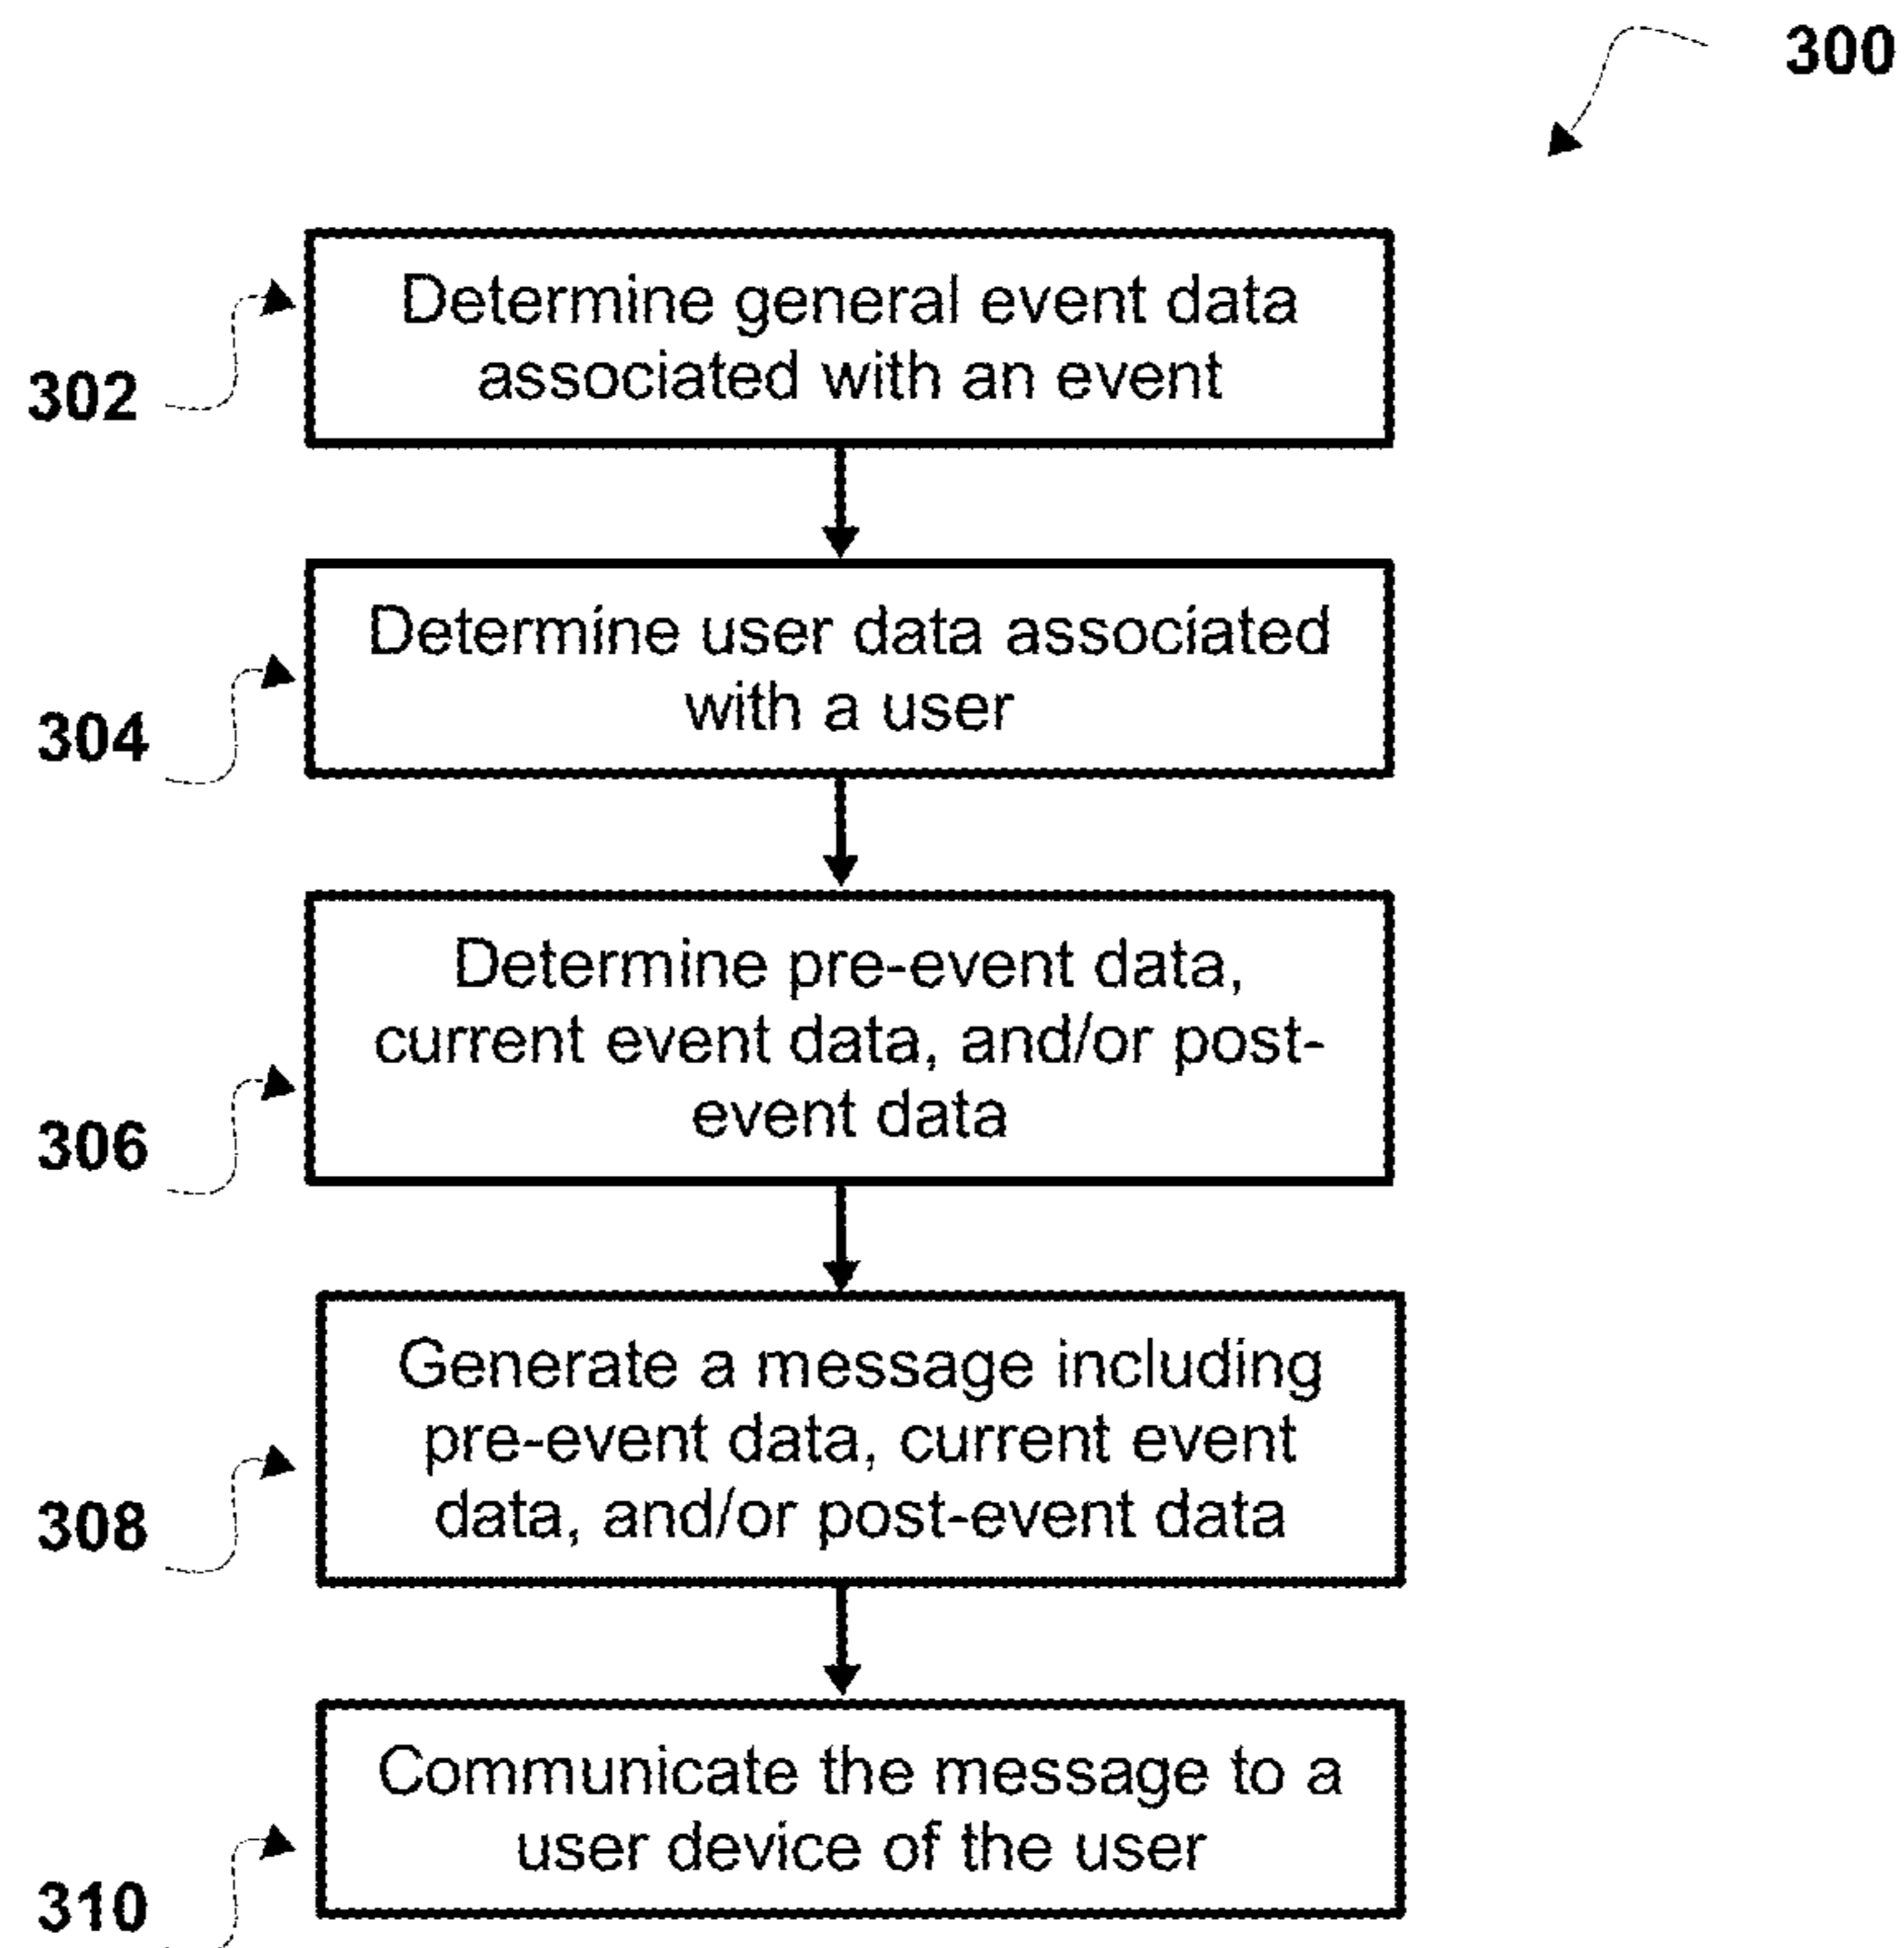 300
302
Determine general event data
associated with an event
304
Determine user data associated
with a user
306
Determine pre-event data,
current event data, and/or post-
event data
308
Generate a message including
pre-event data, current event
data, and/or post-event data
310
Communicate the message to a
user device of the user